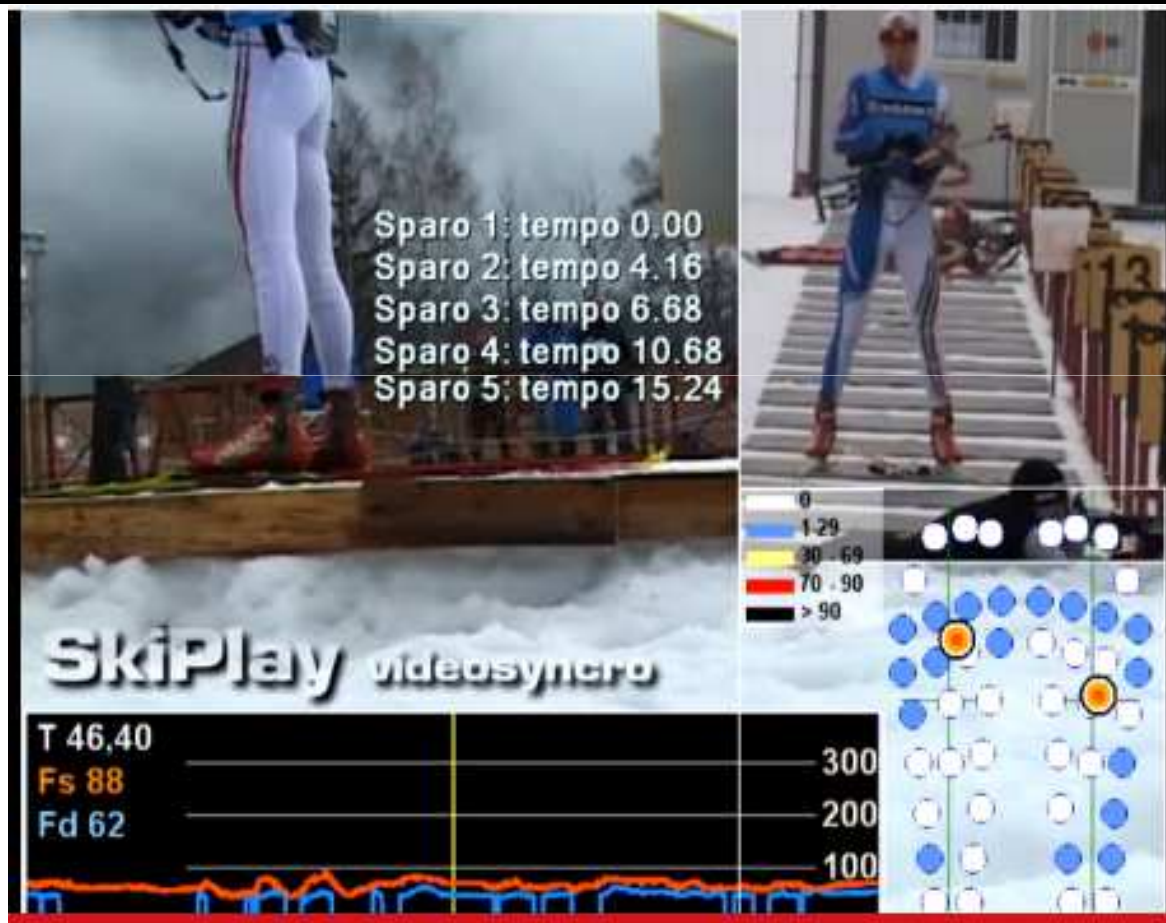 Sparo 1: tempo 0.00
Sparo 2: tempo 4.16
Sparo 3: tempo 6.68
Sparo 4: tempo 10.68
Sparo 5: tempo 15.24
113
0
1-29
30 - 69
70 - 90
> 90
SkiPlay videosyncro
T 46,40
Fs 88
Fd 62
300
200
100